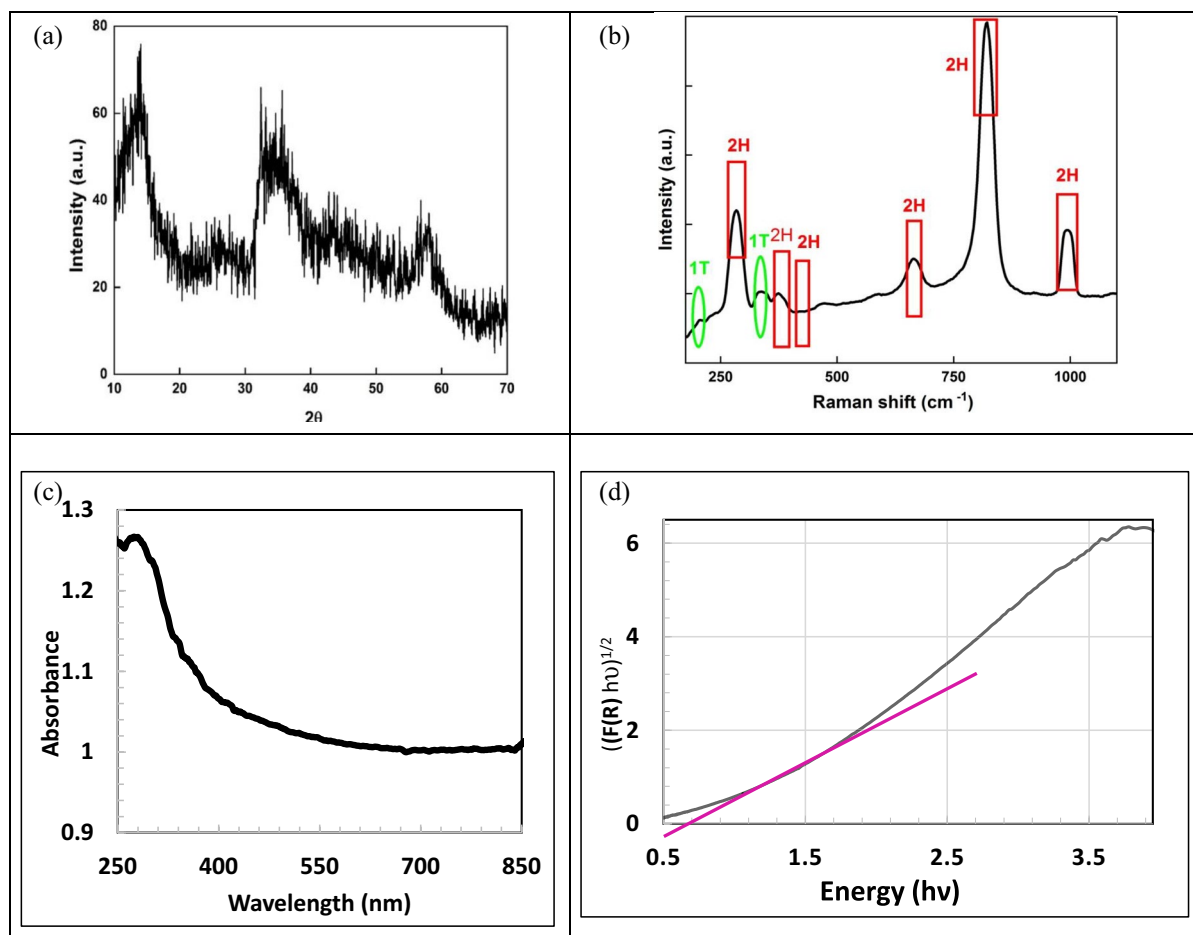 (a)
80
60
40
20
0
10 20 30 40 50 60 70
Intensity (a.u.)
2θ
(b)
2H
2H
2H
2H
1T
2H
2H
1T
Intensity (a.u.)
250 500 750 1000
Raman shift (cm -1)
(c)
1.3
1.2
1.1
1
0.9
250 400 550 700 850
Absorbance
Wavelength (nm)
(d)
6
4
2
0
0.5 1.5 2.5 3.5
((F(R) hυ)1/2
Energy (hν)